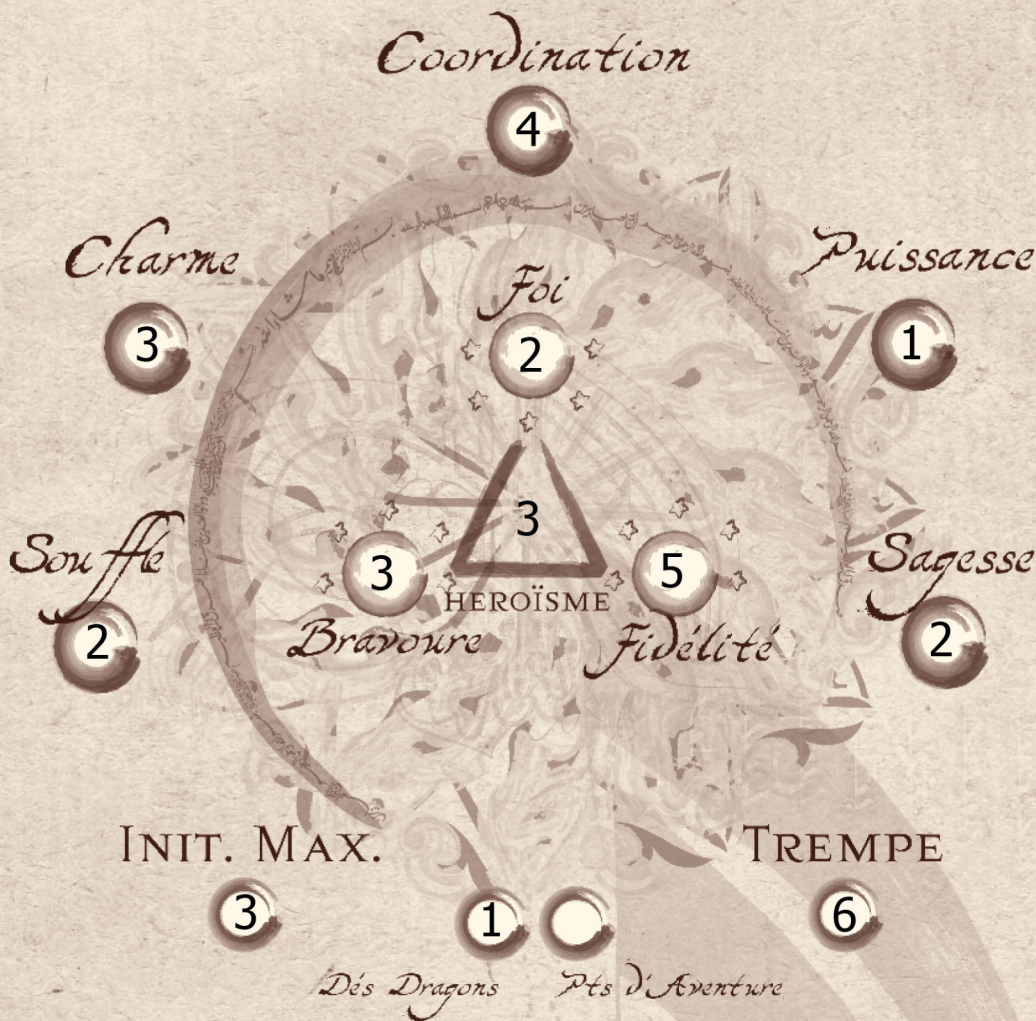 Coordination
4
Charme
Puissance
Foi
3
2
1
3
Souffle
Sagesse
3
5
HEROÏSME
2
Bravoure
Fidélité
2
INIT. MAX.
TREMPE
3
1
6
Dés Dragons
Pts d'Aventure